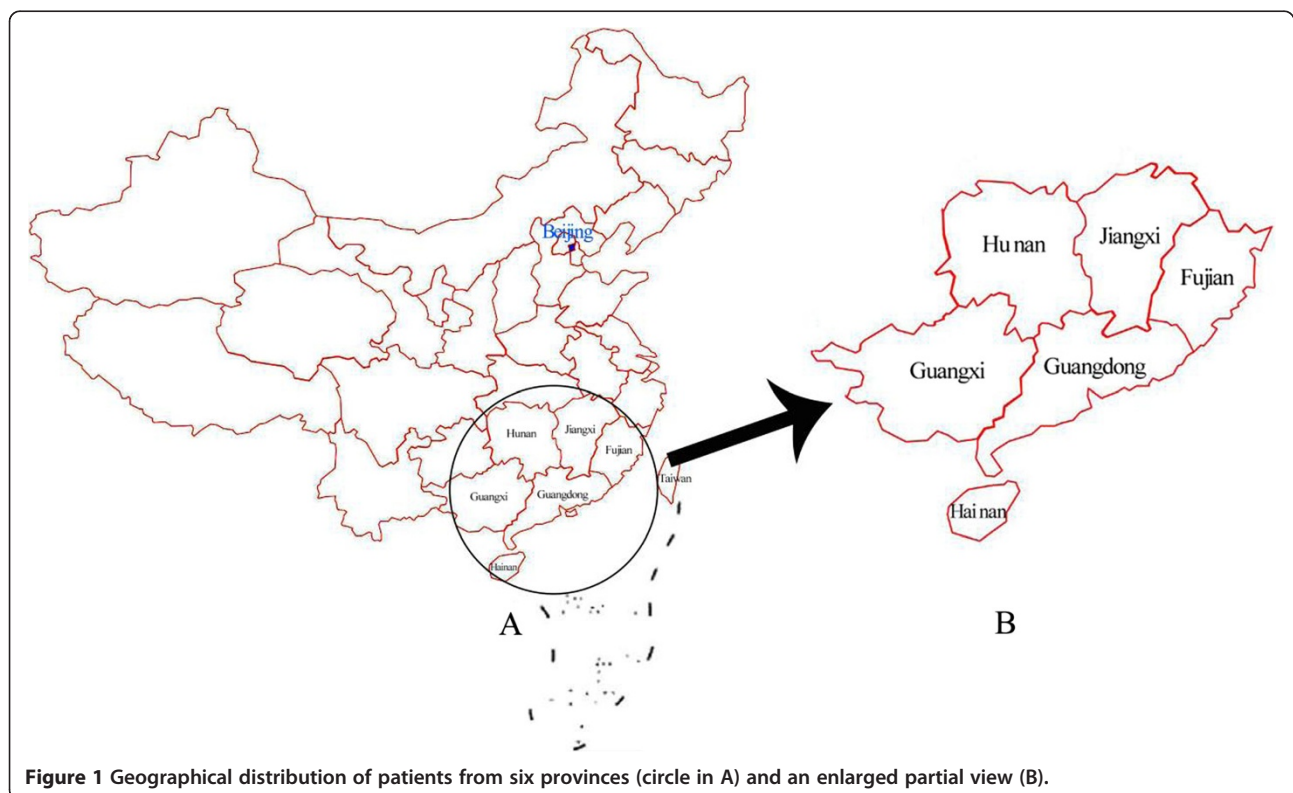 Beijing
Hunan
Jiangxi
Fujian
Guangxi
Guangdong
Taiwan
Hainan
A
Hu nan
Jiangxi
Fujian
Guangxi
Guangdong
Hai nan
B
Figure 1 Geographical distribution of patients from six provinces (circle in A) and an enlarged partial view (B).